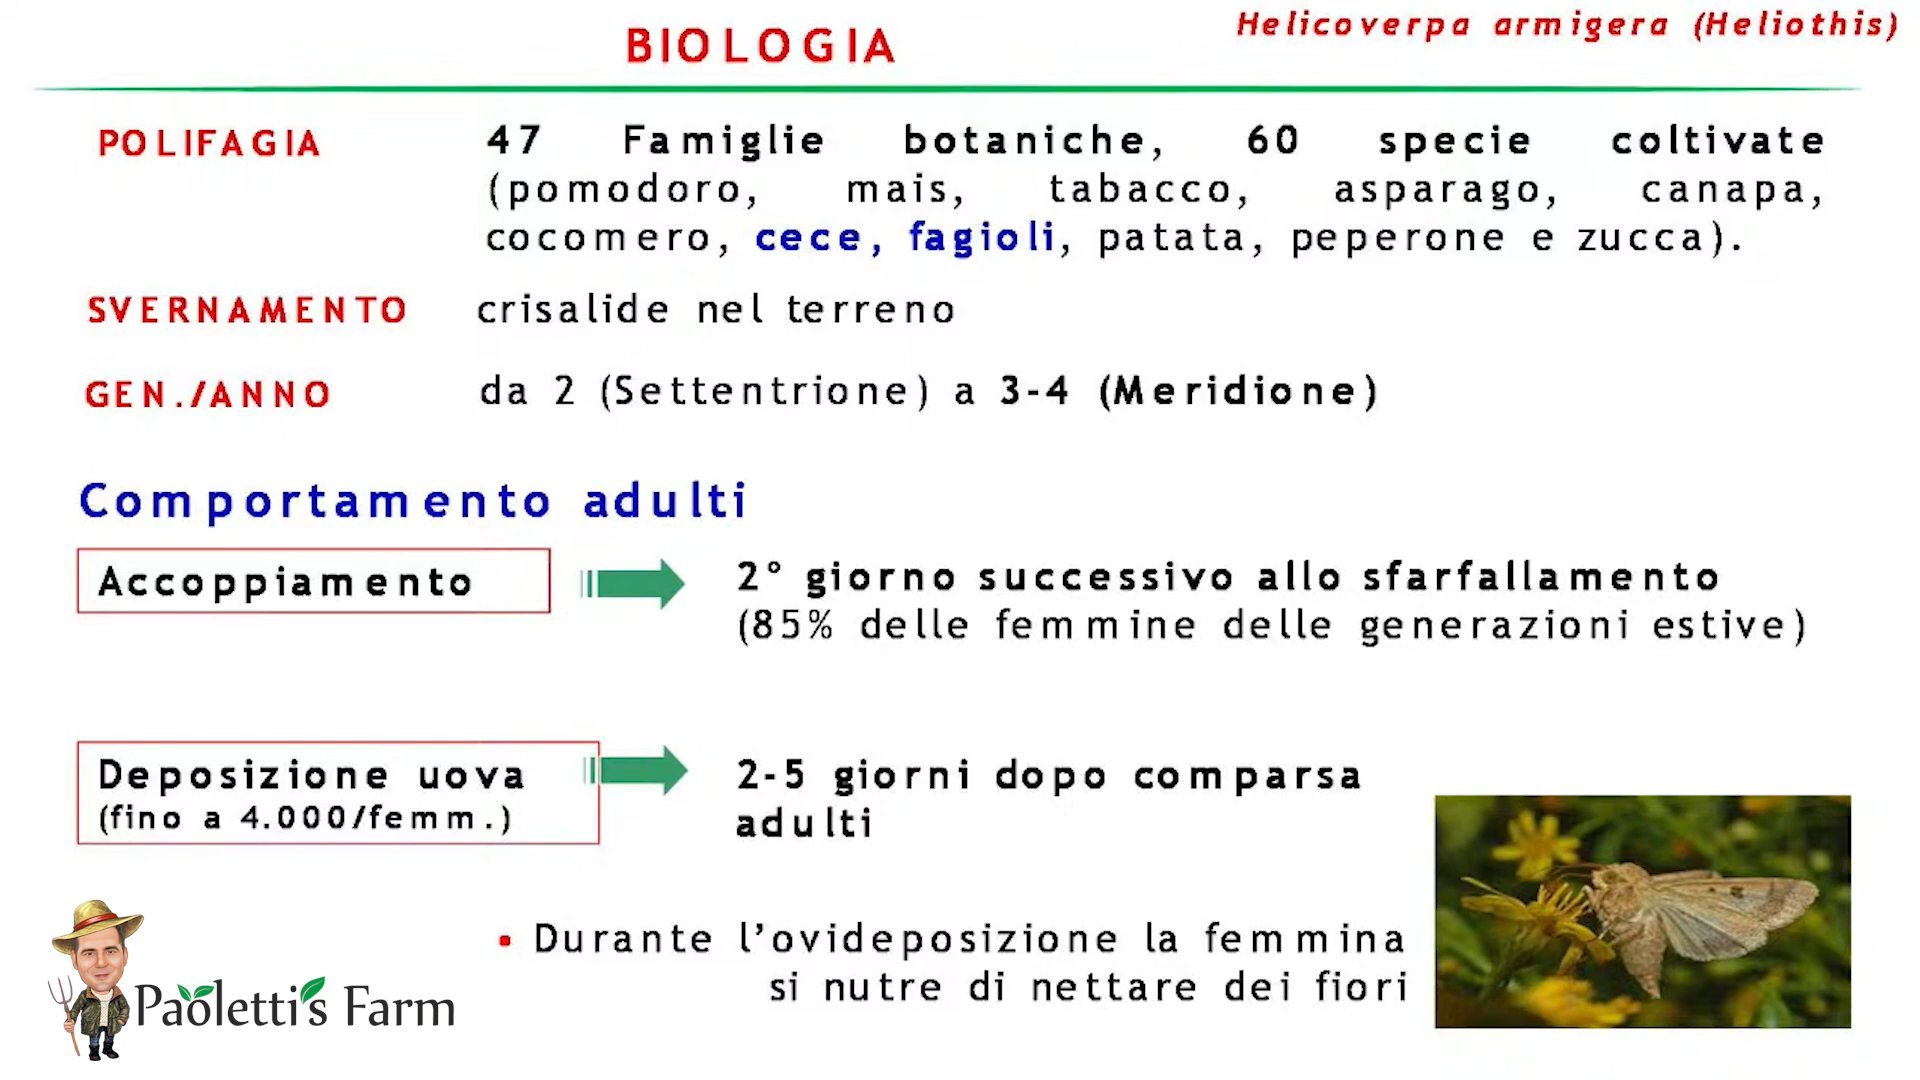 BIOLOGIA
Helicoverpa armigera (Heliothis)
POLIFAGIA
47 Famiglie botaniche, 60 specie coltivate
(pomodoro, mais, tabacco, asparago, canapa,
cocomero, cece, fagioli, patata, peperone e zucca).
SVERNAMENTO
crisalide nel terreno
GEN./ANNO
da 2 (Settentrione) a 3-4 (Meridione)
Comportamento adulti
Accoppiamento
2° giorno successivo allo sfarfallamento
(85% delle femmine delle generazioni estive)
Deposizione uova
(fino a 4.000/femm.)
2-5 giorni dopo comparsa
adulti
▪ Durante l’ovideposizione la femmina
si nutre di nettare dei fiori
Paoletti's Farm